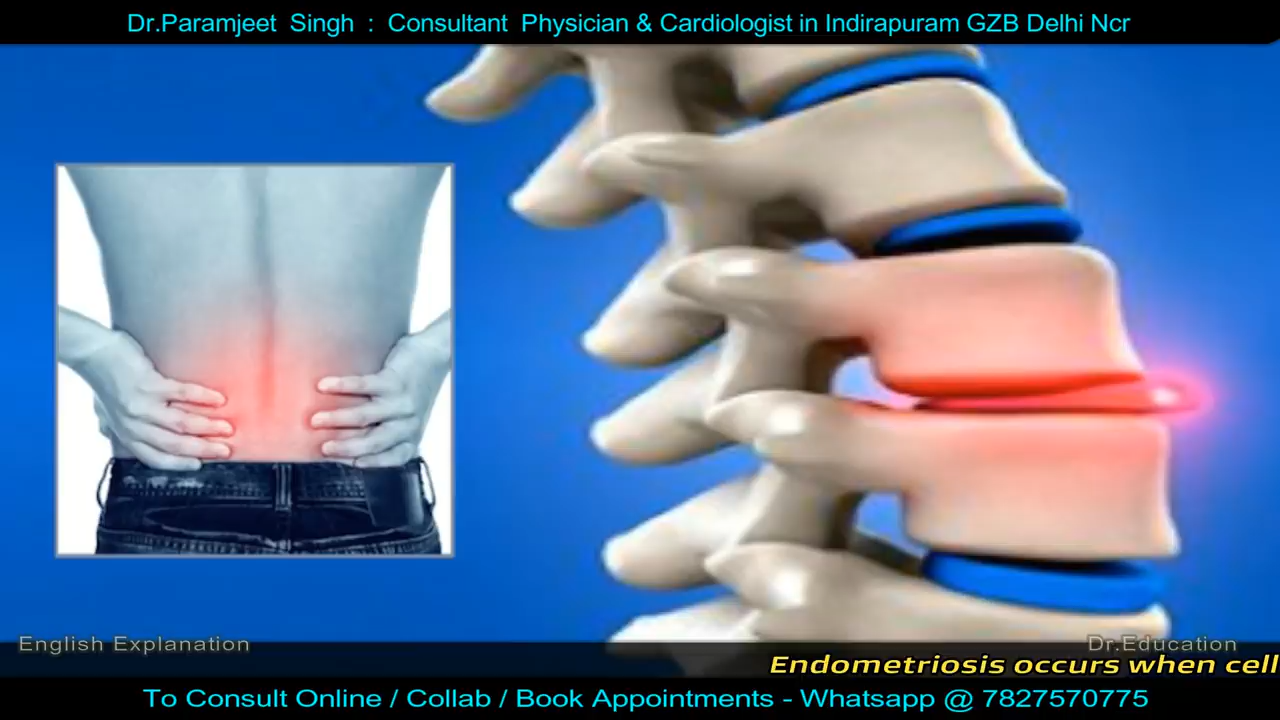 Dr.Paramjeet Singh : Consultant Physician & Cardiologist in Indirapuram GZB Delhi Ncr
English Explanation
Dr.Education
Endometriosis occurs when cell
To Consult Online / Collab / Book Appointments - Whatsapp @ 7827570775